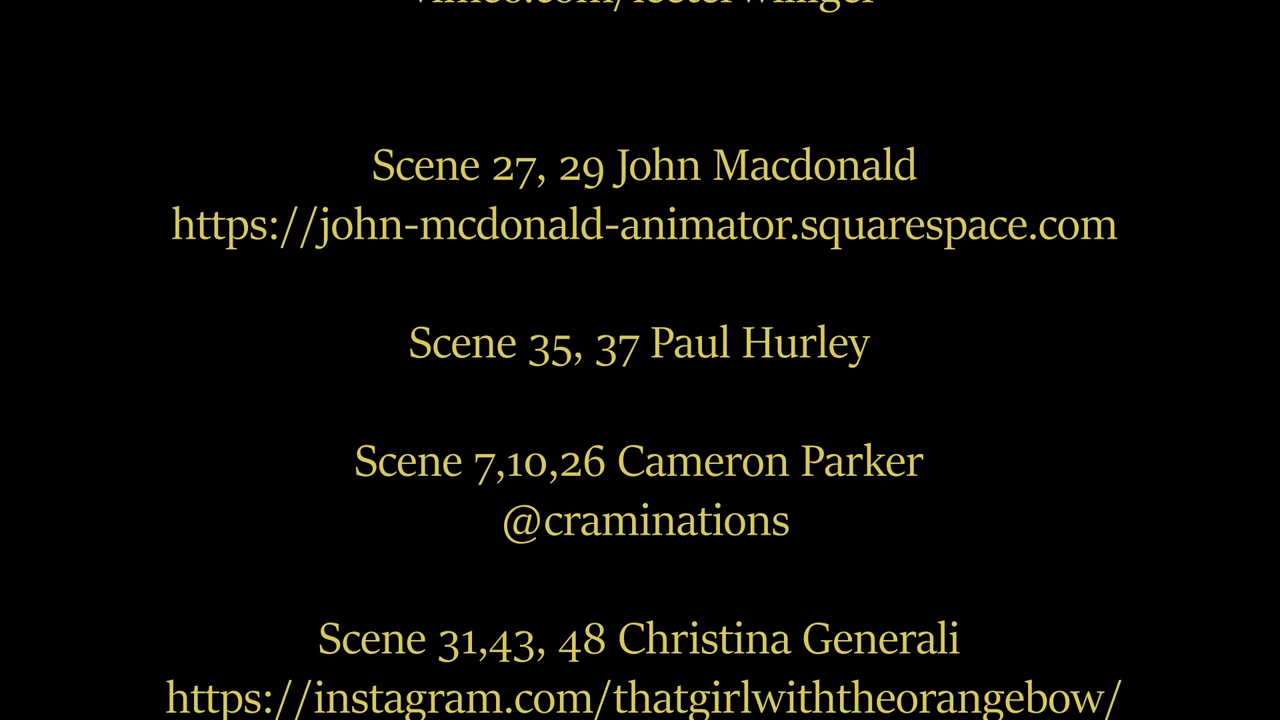 Scene 27, 29 John Macdonald
https://john-mcdonald-animator.squarespace.com
Scene 35, 37 Paul Hurley
Scene 7,10,26 Cameron Parker
@craminations
Scene 31,43, 48 Christina Generali
https://instagram.com/thatgirlwiththeorangebow/